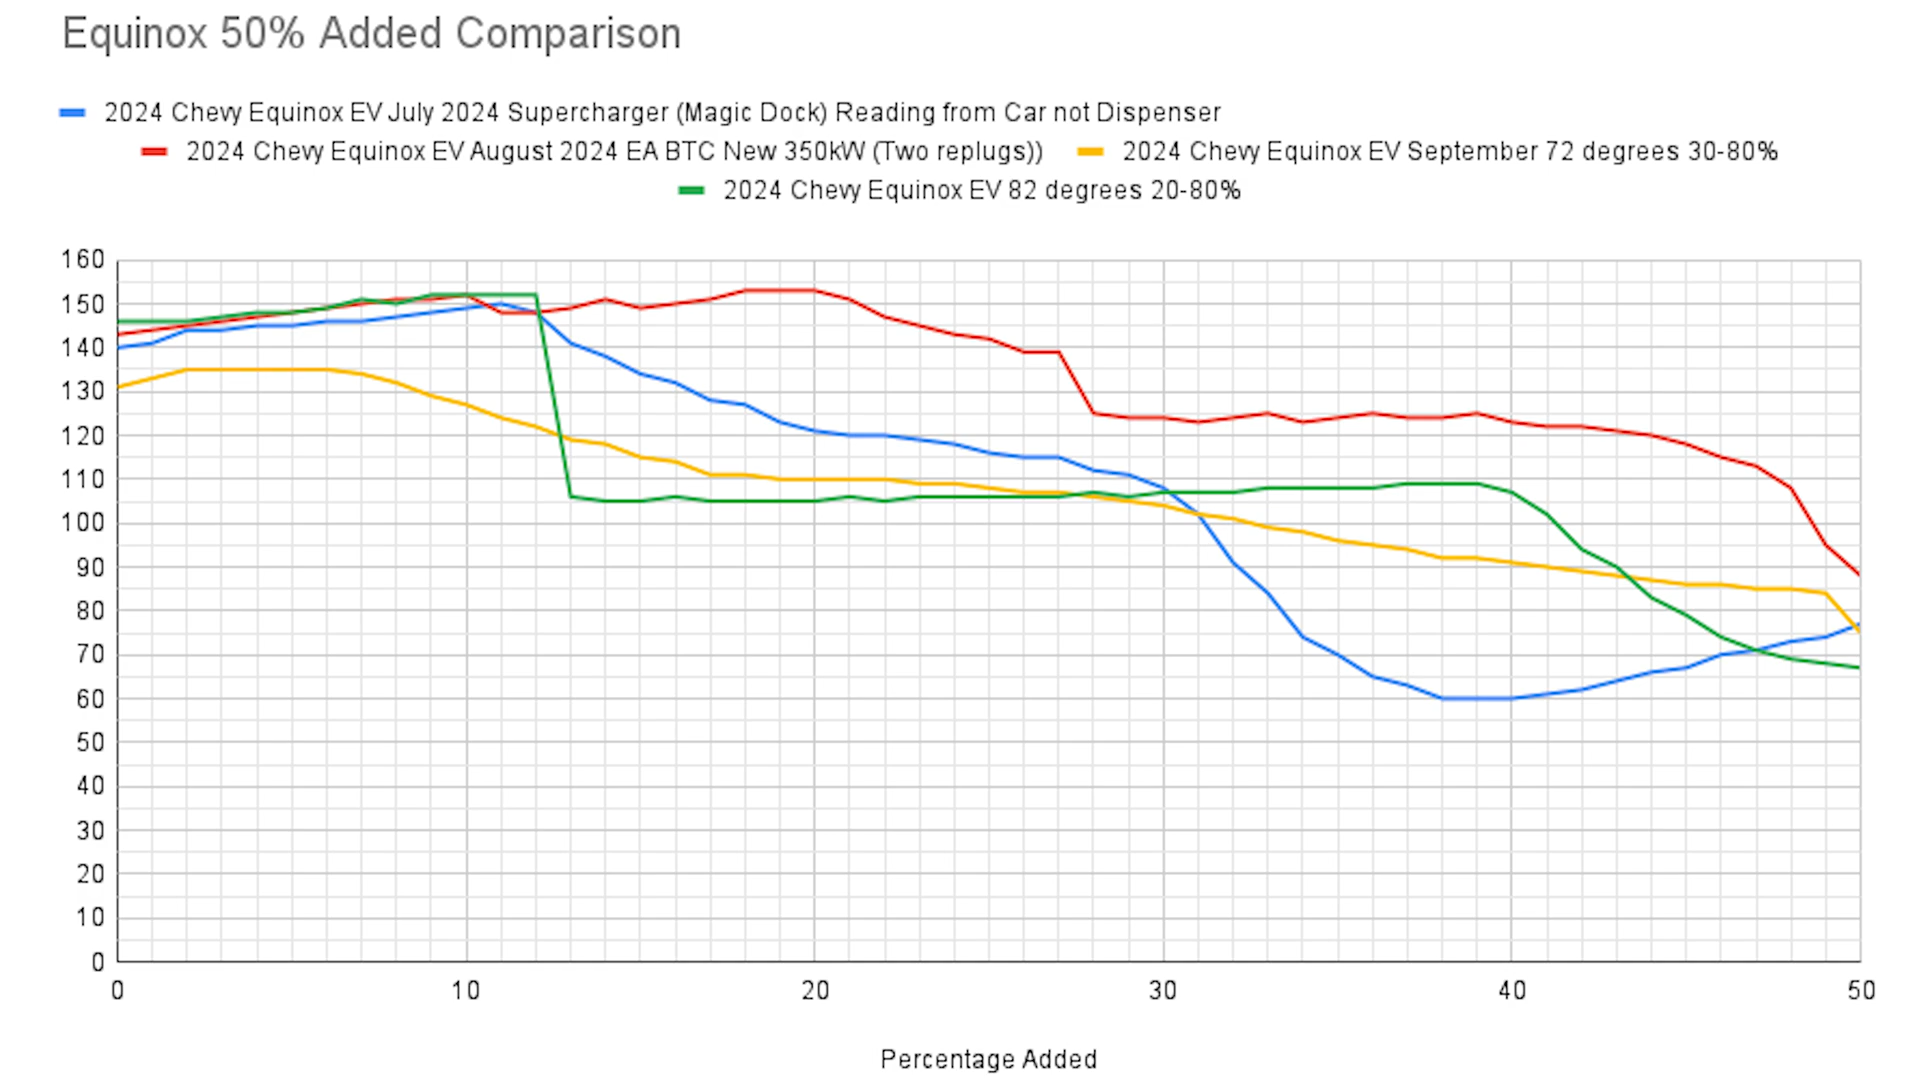 Equinox 50% Added Comparison
2024 Chevy Equinox EV July 2024 Supercharger (Magic Dock) Reading from Car not Dispenser
2024 Chevy Equinox EV August 2024 EA BTC New 350kW (Two replugs)) 2024 Chevy Equinox EV September 72 degrees 30-80%
2024 Chevy Equinox EV 82 degrees 20-80%
160
150
140
130
120
110
100
90
80
70
60
50
40
30
20
10
0
0 10 20 30 40 50
Percentage Added